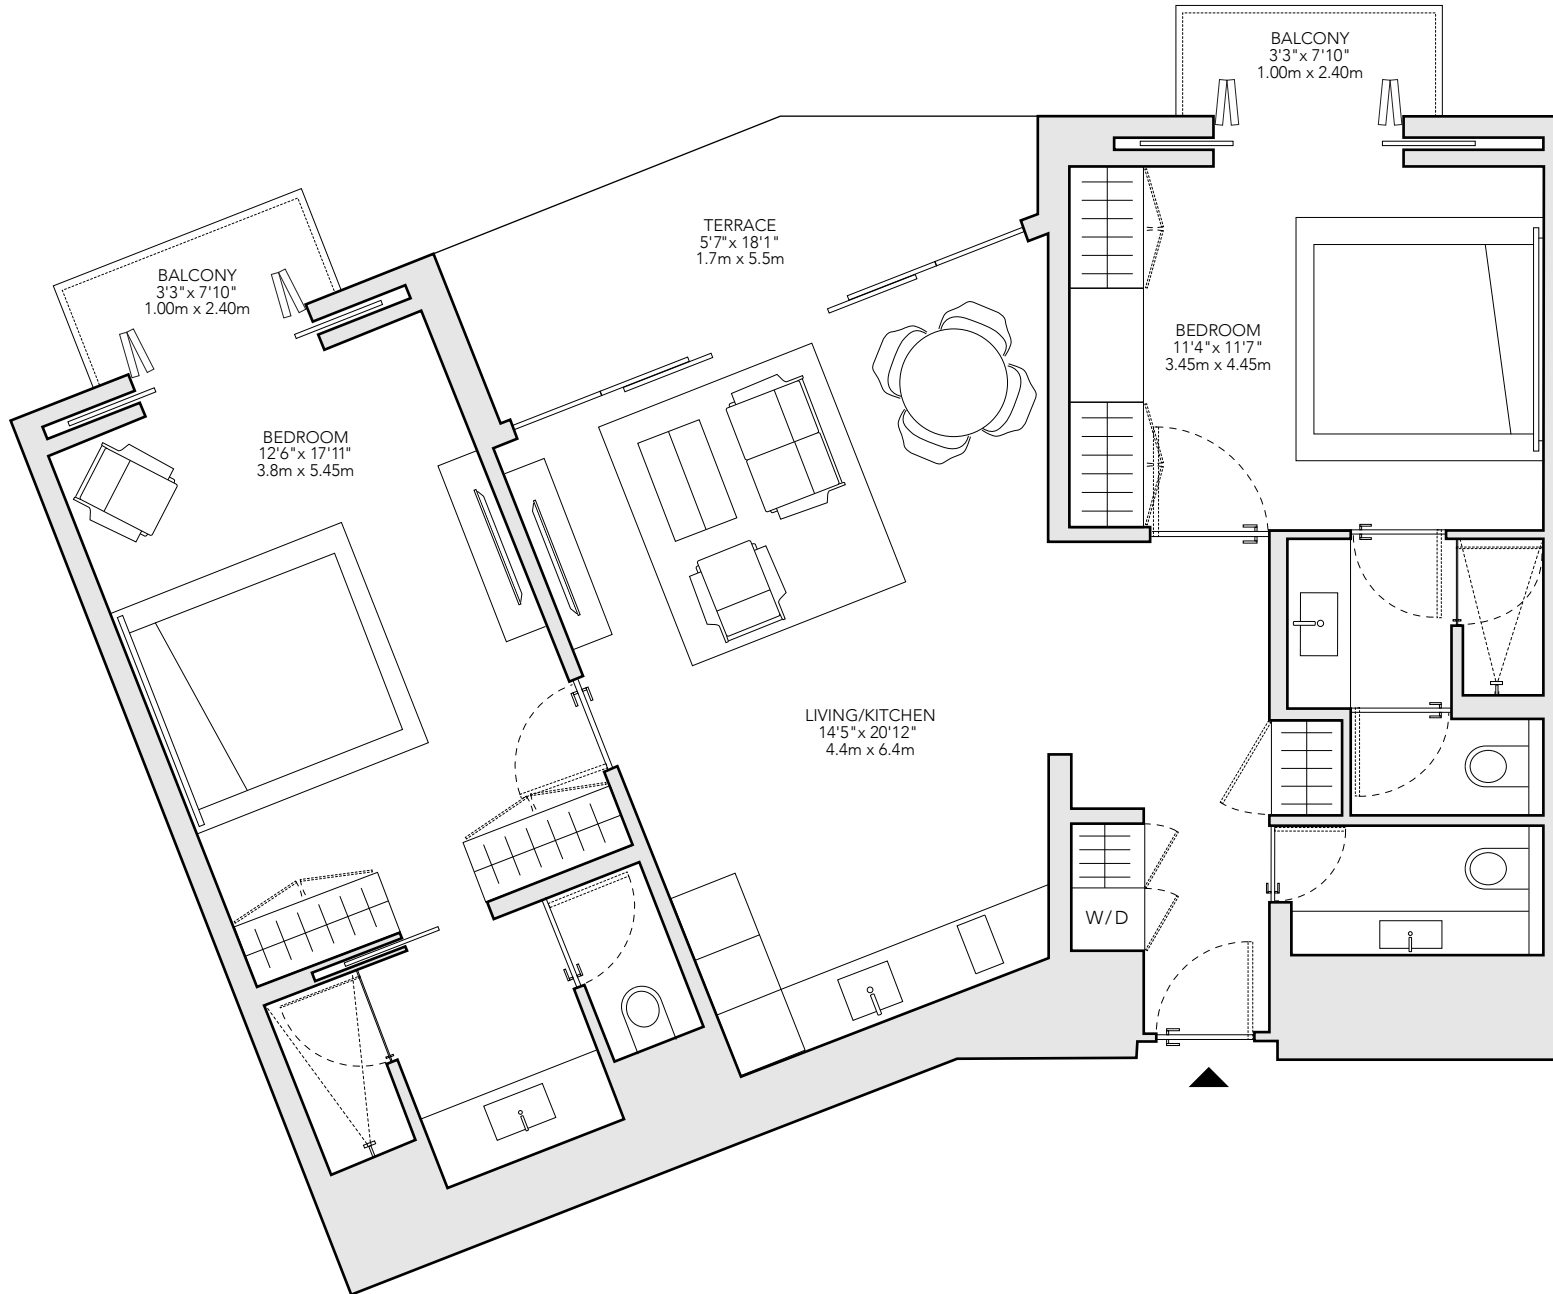 BALCONY
3'3"x 7'10"
1.00m x 2.40m
TERRACE
5'7"x 18'1"
1.7m x 5.5m
BALCONY
3'3"x 7'10"
1.00m x 2.40m
BEDROOM
11'4"x 11'7"
3.45m x 4.45m
BEDROOM
12'6"x 17'11"
3.8m x 5.45m
LIVING/KITCHEN
14'5"x 20'12"
4.4m x 6.4m
W/D